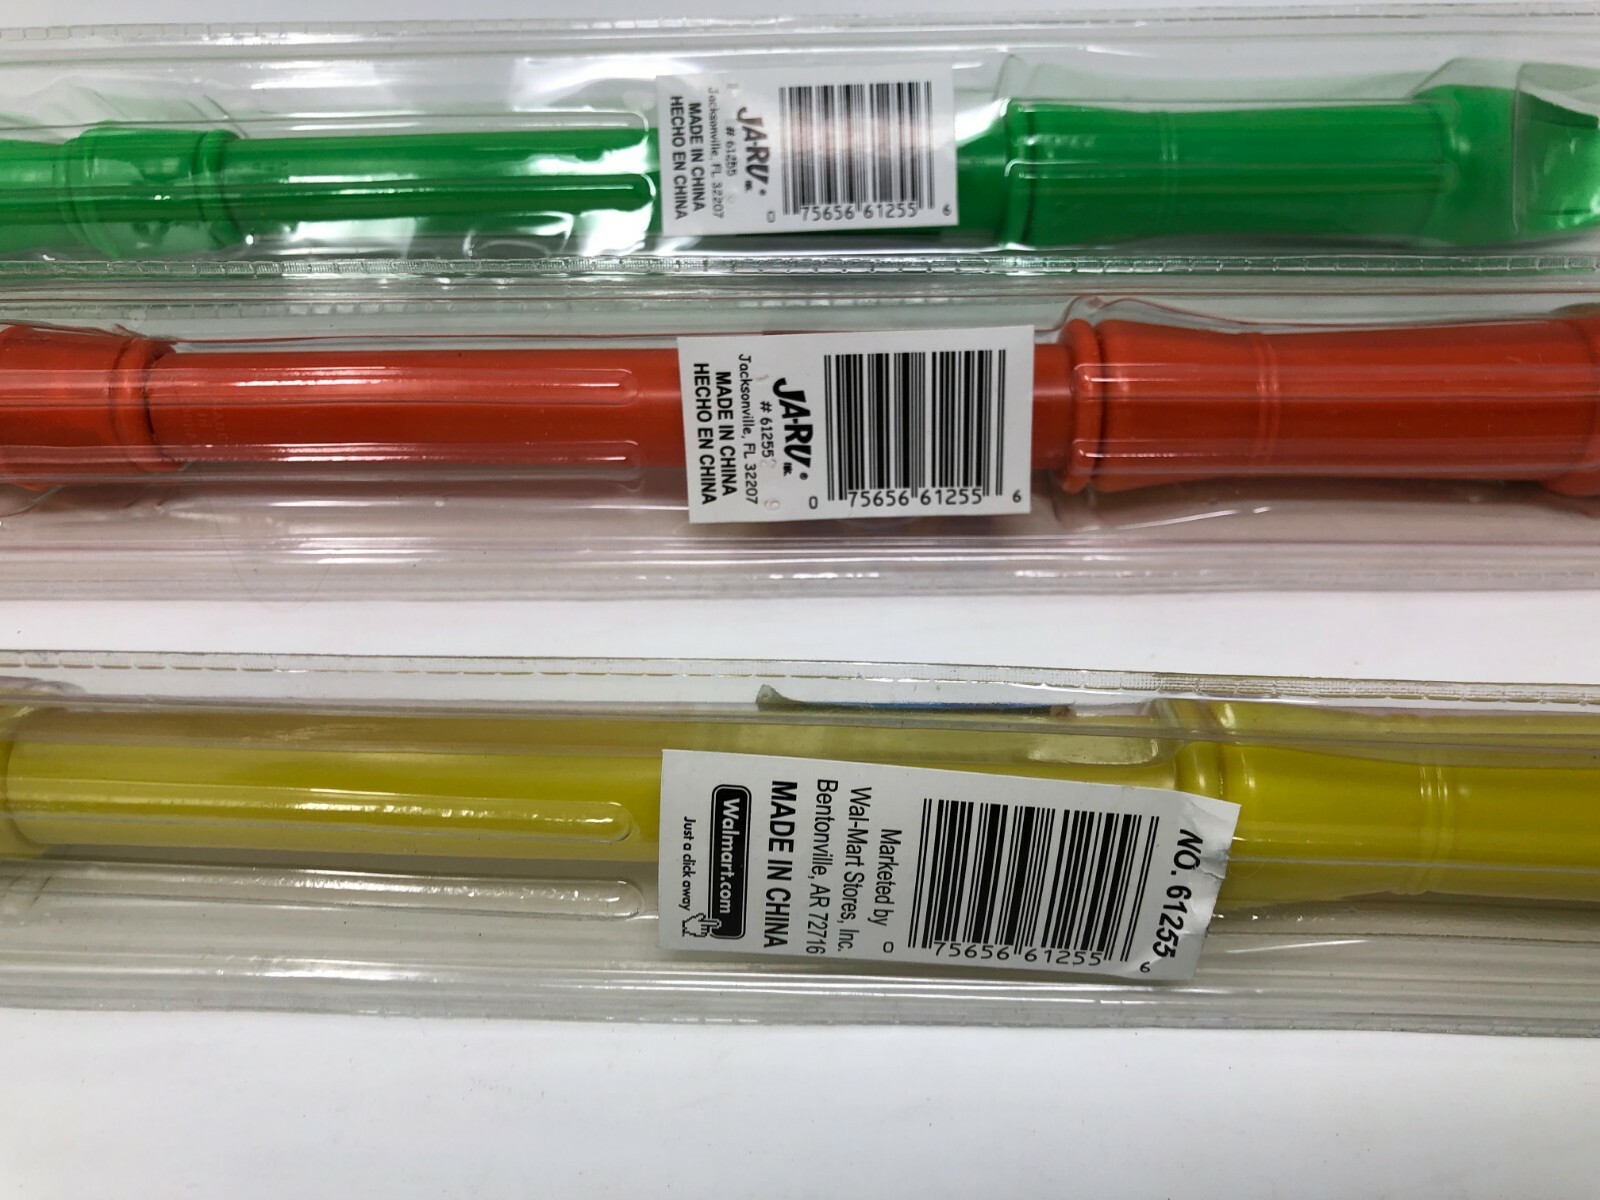 JA-RU INC. ®
# 61255
Jacksonville, FL 32207
MADE IN CHINA
HECHO EN CHINA
0 75656 61255 6
JA-RU INC. ®
# 61255
Jacksonville, FL 32207
MADE IN CHINA
HECHO EN CHINA
0 75656 61255 6
NO. 61255
0 75656 61255 6
Marketed by
Wal-Mart Stores, Inc.
Bentonville, AR 72716
MADE IN CHINA
Walmart.com
Just a click away